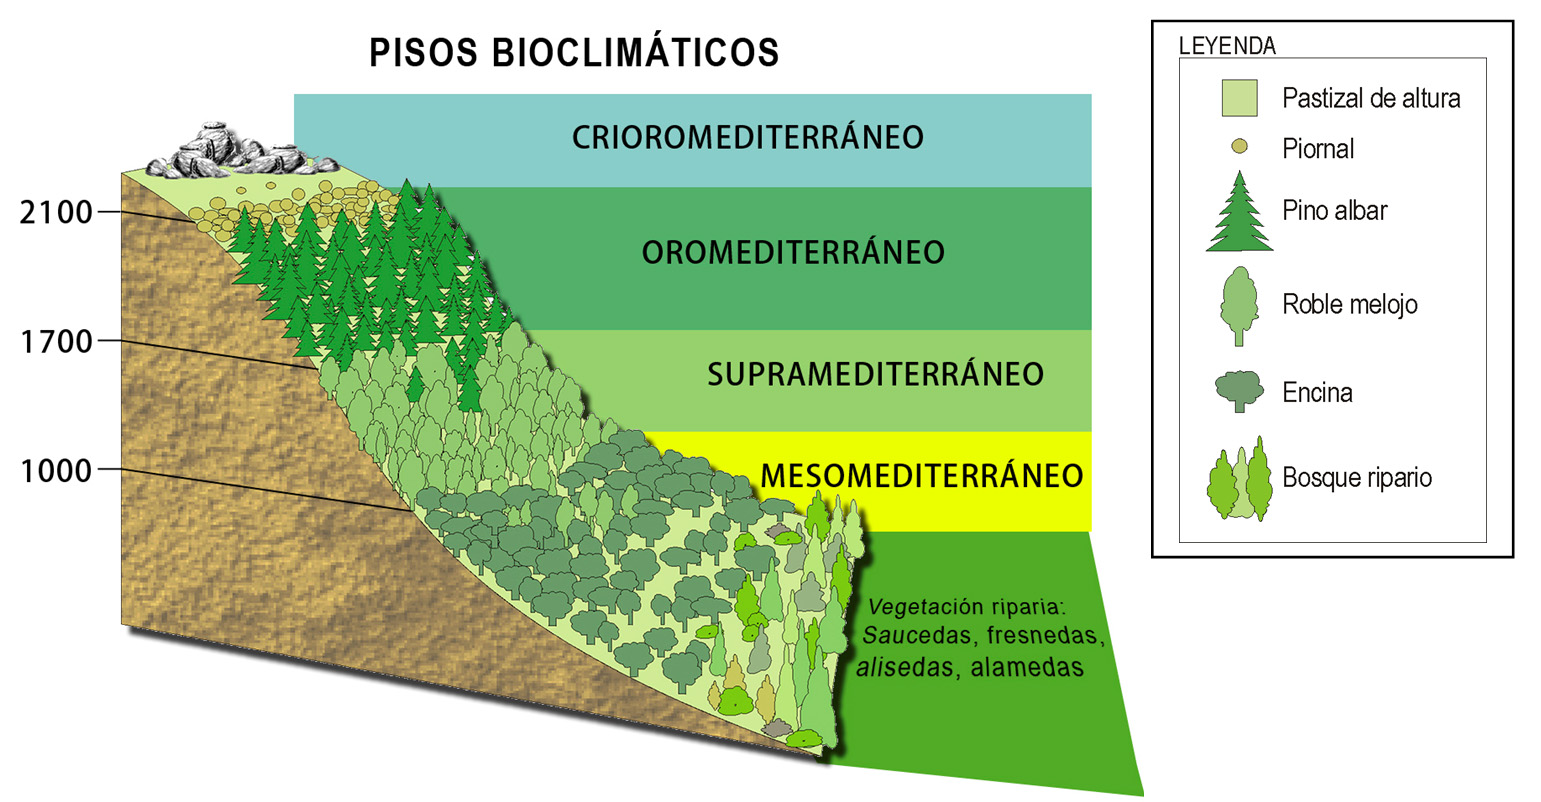 PISOS BIOCLIMÁTICOS
CRIOROMEDITERRÁNEO
2100
OROMEDITERRÁNEO
1700
SUPRAMEDITERRÁNEO
1000
MESOMEDITERRÁNEO
Vegetación riparia:
Saucedas, fresnedas,
alisedas, alamedas
LEYENDA
Pastizal de altura
Piornal
Pino albar
Roble melojo
Encina
Bosque ripario